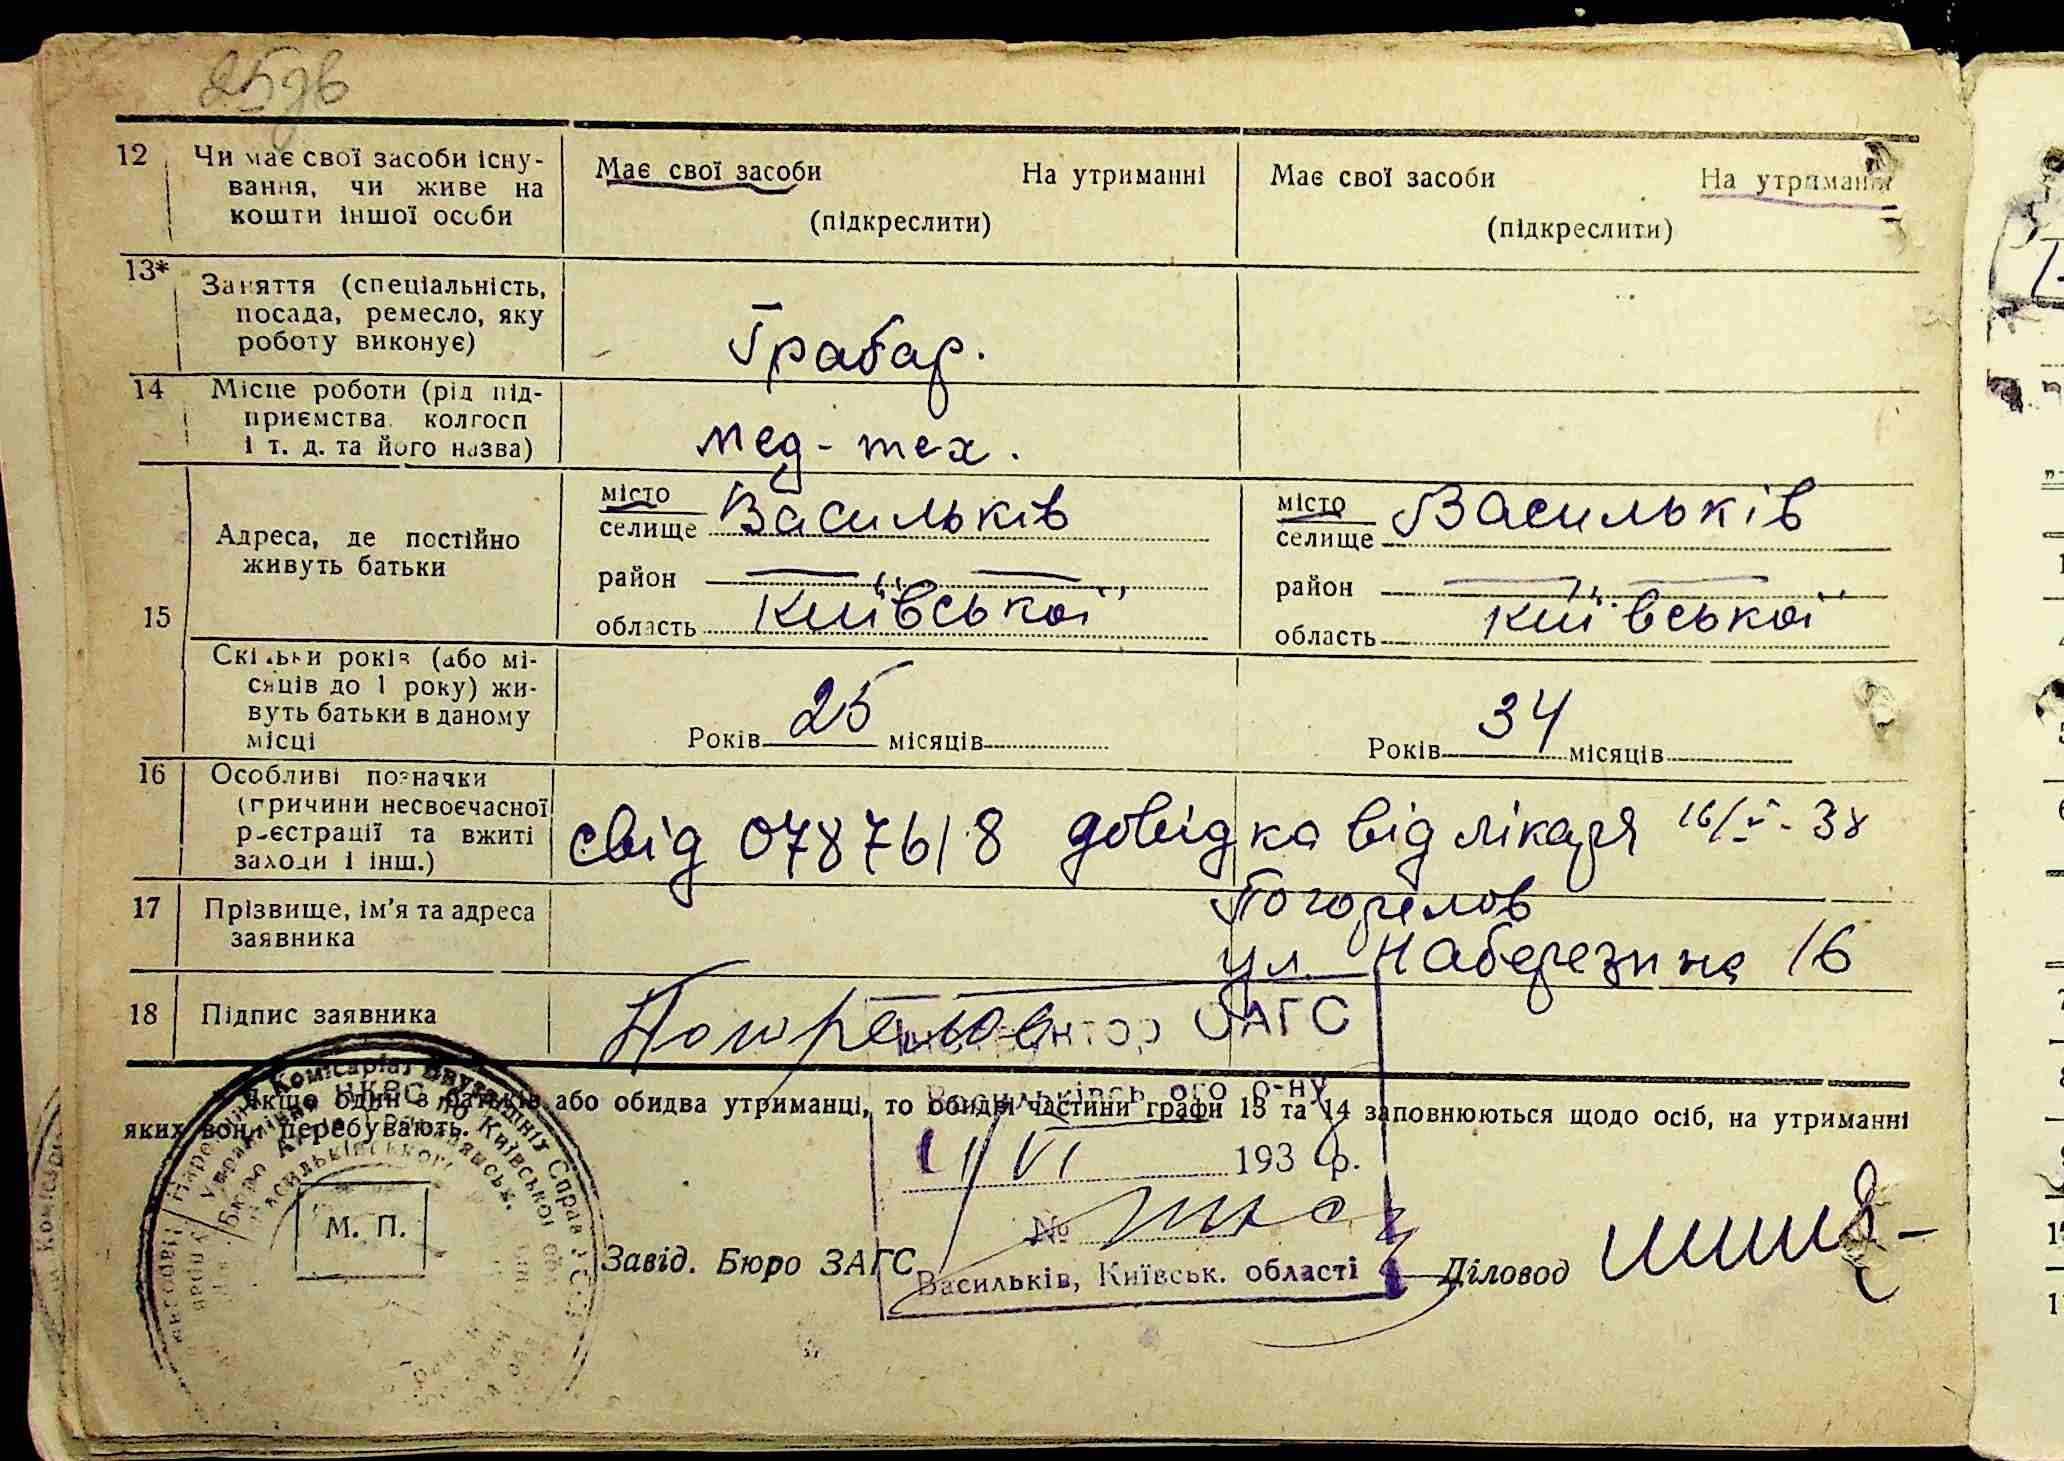 25зв
12 Чи має свої засоби існу-
вання, чи живе на
кошти іншої особи
Має свої засоби На утриманні
(підкреслити)
Має свої засоби На утриманні
(підкреслити)
13* Заняття (спеціальність,
посада, ремесло, яку
роботу виконує)
Грабар.
14 Місце роботи (рід під-
приємства, колгосп
і т. д. та його назва)
мед-тех.
15
Адреса, де постійно
живуть батьки
місто
селище Васильків
район
область київської
місто
селище Васильків
район
область київської
Скільки років (або мі-
сяців до 1 року) жи-
вуть батьки в даному
місці
Років 25 місяців
Років 34 місяців
16 Особливі позначки
(причини несвоєчасної
реєстрації та вжиті
заходи і інш.)
свід 0787618 довідка від лікаря 16/V-38
17 Прізвище, ім'я та адреса
заявника
Погорелов
ул. Наберезина 16
18 Підпис заявника
Погрелов
Інспектор ЗАГС
Васильківського р-ну
* Якщо один з батьків або обидва утриманці, то обидві частини графи 13 та 14 заповнюються щодо осіб, на утриманні
яких вони перебувають.
1/VI 1938 р.
№
М. П.
Завід. Бюро ЗАГС
Васильків, Київськ. області
Діловод